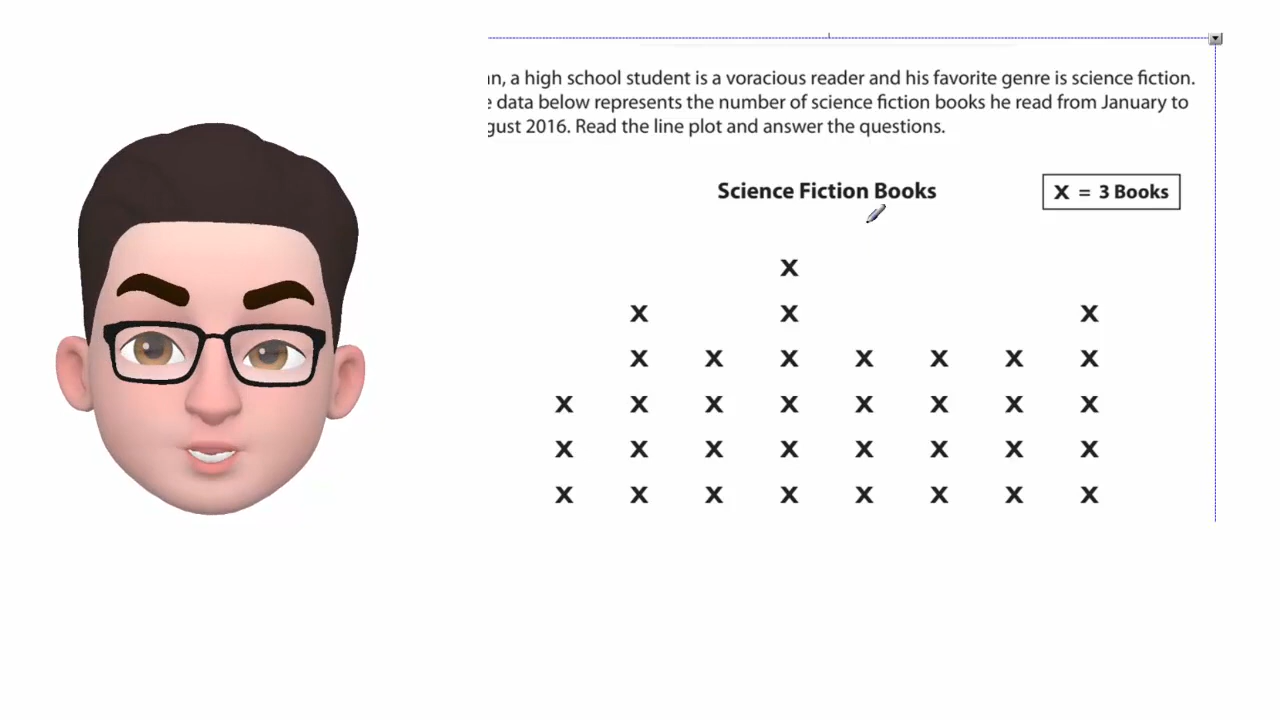 n, a high school student is a voracious reader and his favorite genre is science fiction.
e data below represents the number of science fiction books he read from January to
gust 2016. Read the line plot and answer the questions.
Science Fiction Books
X = 3 Books
X
X X X
X X X X X X X
X X X X X X X X
X X X X X X X X
X X X X X X X X